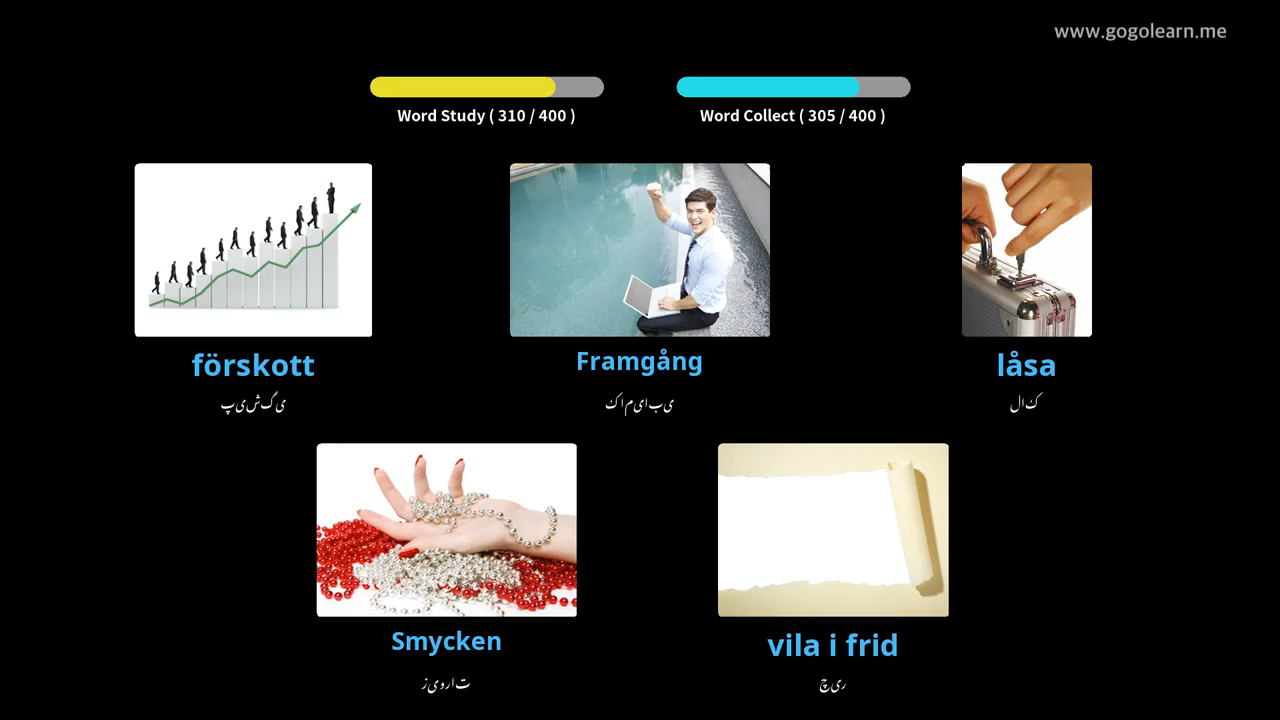 www.gogolearn.me
Word Study ( 310 / 400 )
Word Collect ( 305 / 400 )
förskott
Framgång
låsa
پیشگی
کامیابی
لاک
Smycken
vila i frid
زیورات
چیر